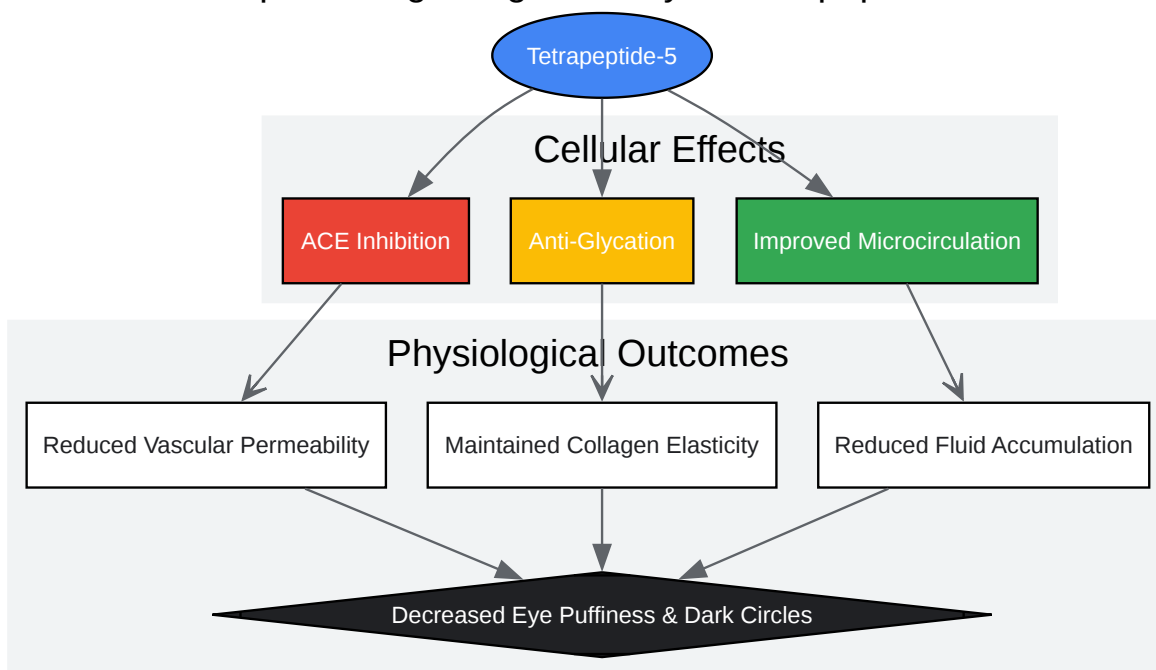 Tetrapeptide-5
Cellular Effects
ACE Inhibition
Anti-Glycation
Improved Microcirculation
Physiological Outcomes
Reduced Vascular Permeability
Maintained Collagen Elasticity
Reduced Fluid Accumulation
Decreased Eye Puffiness & Dark Circles